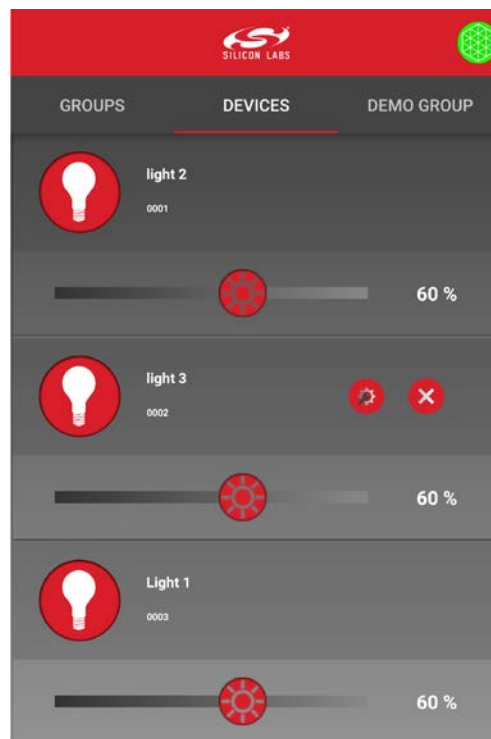 SILICON LABS
GROUPS DEVICES DEMO GROUP
light 2
0001
60 %
light 3
0002
60 %
Light 1
0003
60 %